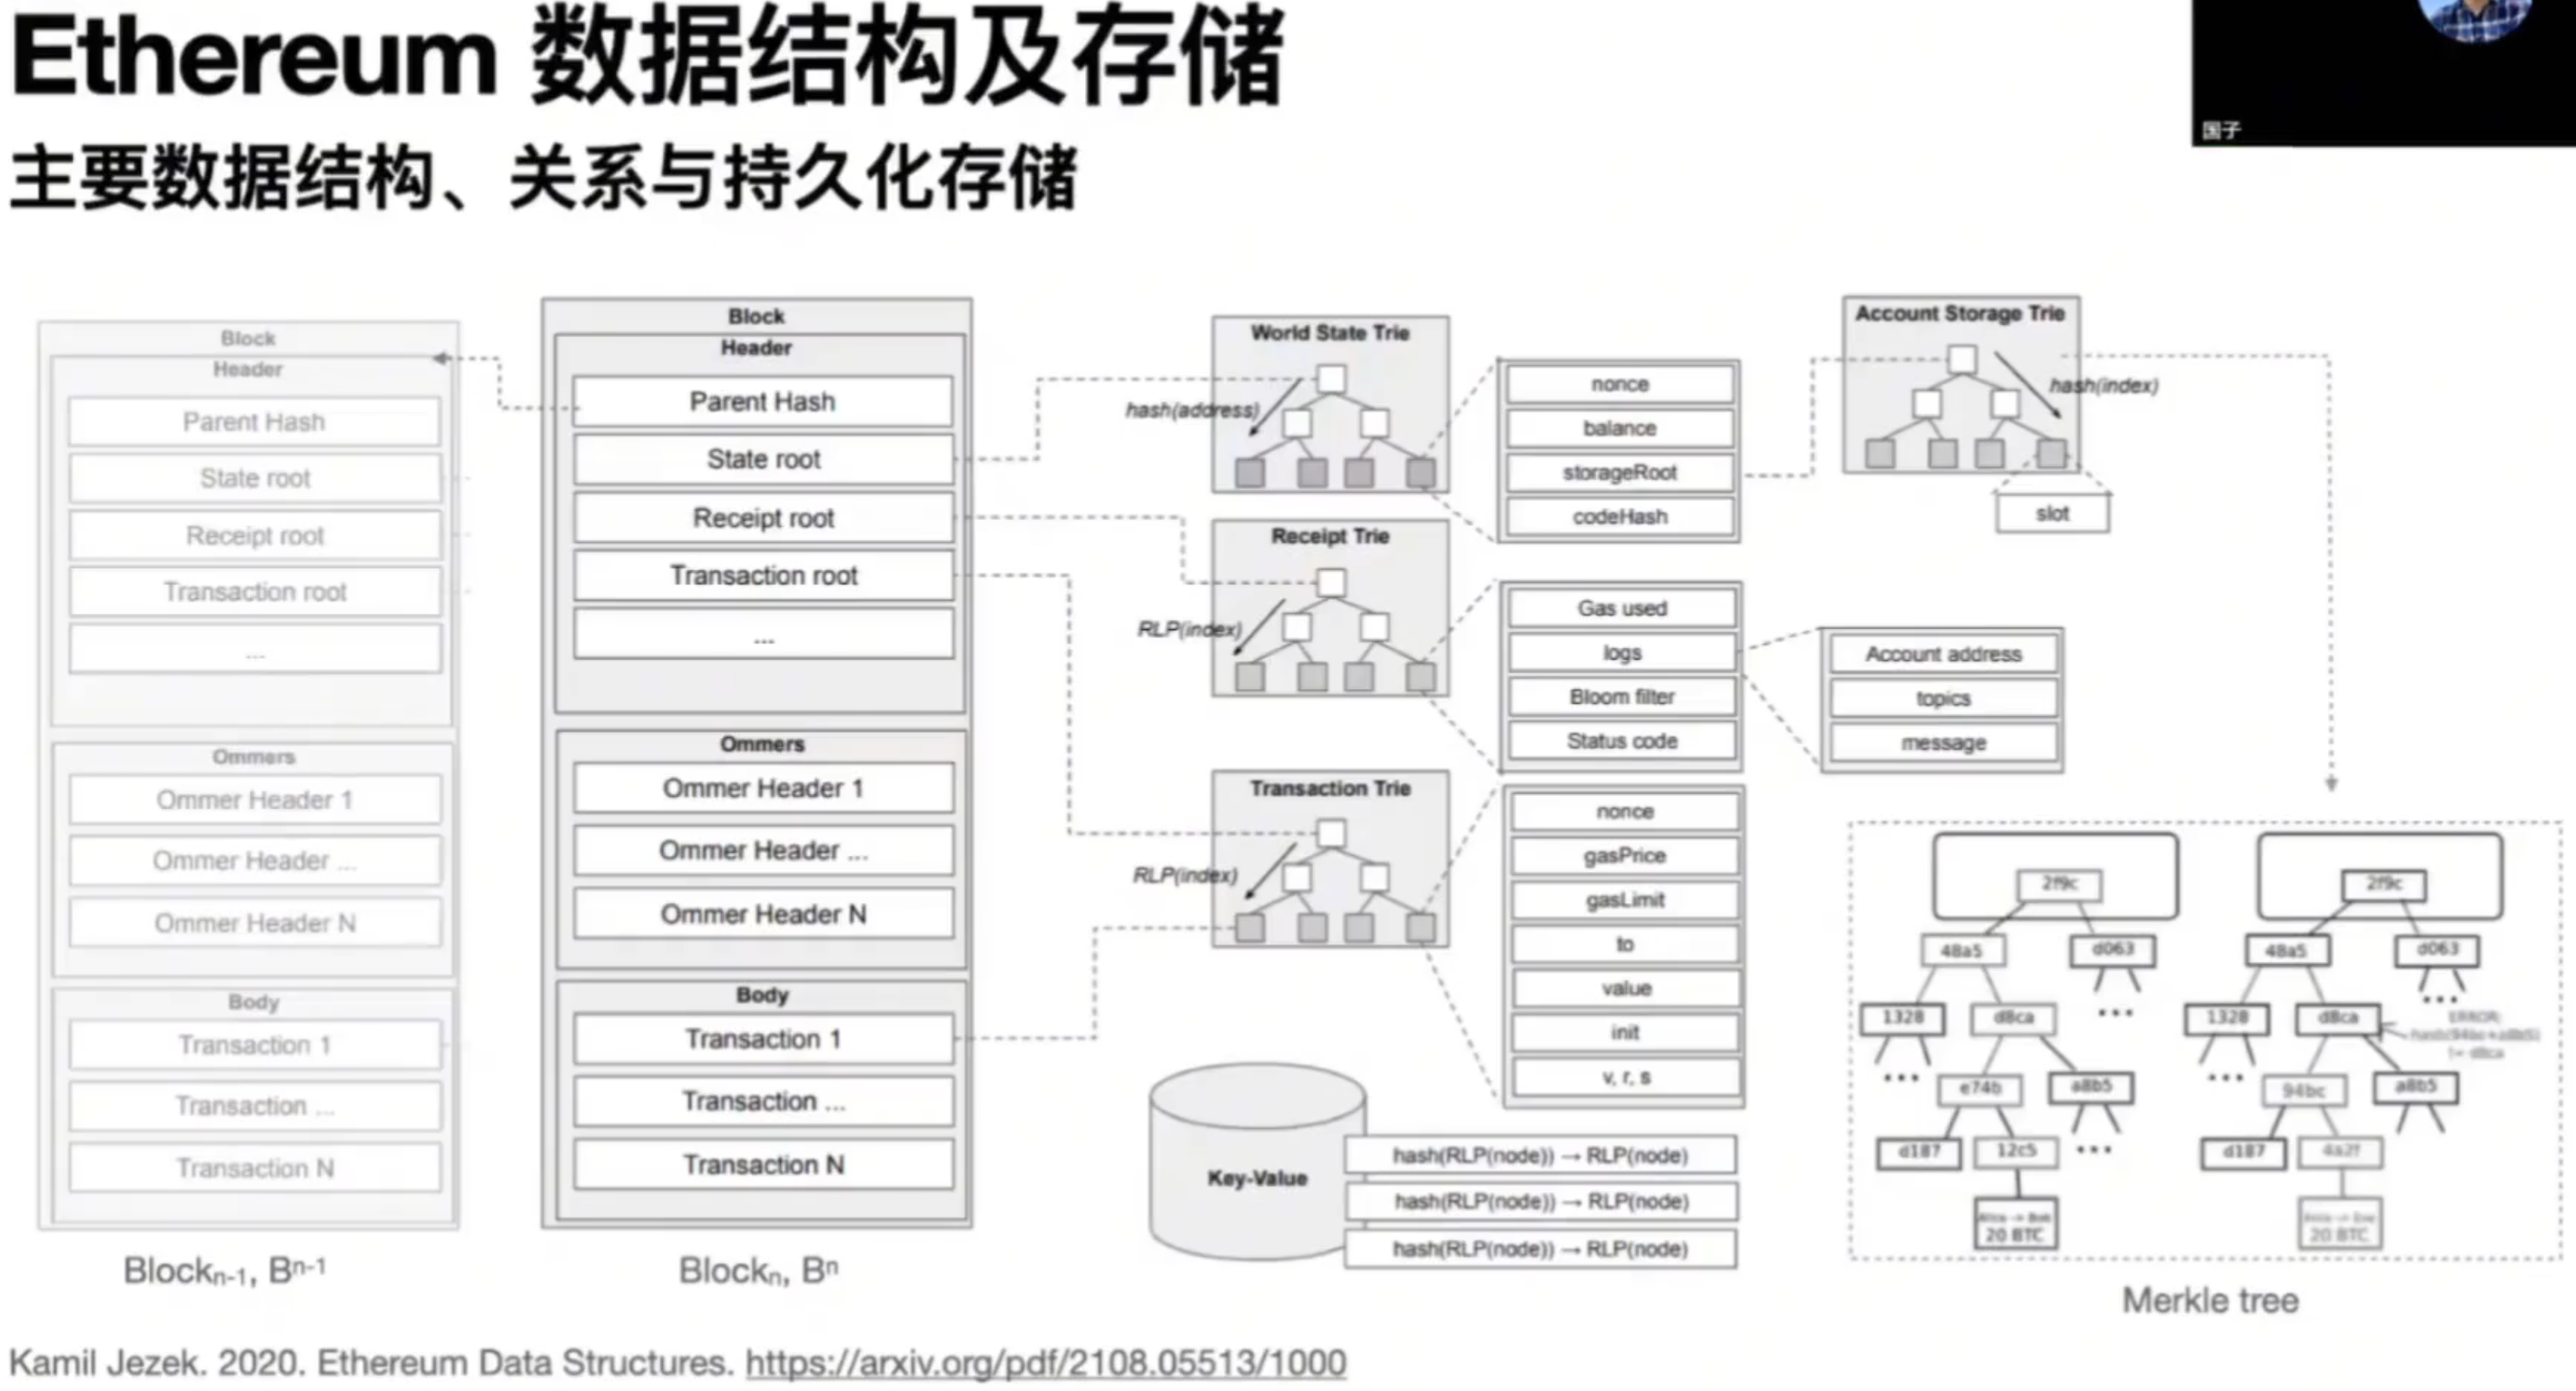 Ethereum 数据结构及存储
主要数据结构、关系与持久化存储
国子
Block
Header
Parent Hash
State root
Receipt root
Transaction root
...
Ommers
Ommer Header 1
Ommer Header ...
Ommer Header N
Body
Transaction 1
Transaction ...
Transaction N
Blockn-1, Bn-1
Block
Header
Parent Hash
State root
Receipt root
Transaction root
...
Ommers
Ommer Header 1
Ommer Header ...
Ommer Header N
Body
Transaction 1
Transaction ...
Transaction N
Blockn, Bn
World State Trie
hash(address)
Receipt Trie
RLP(index)
Transaction Trie
RLP(index)
nonce
balance
storageRoot
codeHash
Gas used
logs
Bloom filter
Status code
nonce
gasPrice
gasLimit
to
value
init
v, r, s
Account Storage Trie
hash(index)
slot
Account address
topics
message
Key-Value
hash(RLP(node)) → RLP(node)
hash(RLP(node)) → RLP(node)
hash(RLP(node)) → RLP(node)
2f9c
48a5
d063
1328
d8ca
...
...
e74b
a8b5
d187
12c5
...
20 BTC
2f9c
48a5
d063
...
1328
d8ca
ERROR:
...
94bc
a8b5
d187
4a2f
20 BTC
Merkle tree
Kamil Jezek. 2020. Ethereum Data Structures. https://arxiv.org/pdf/2108.05513/1000